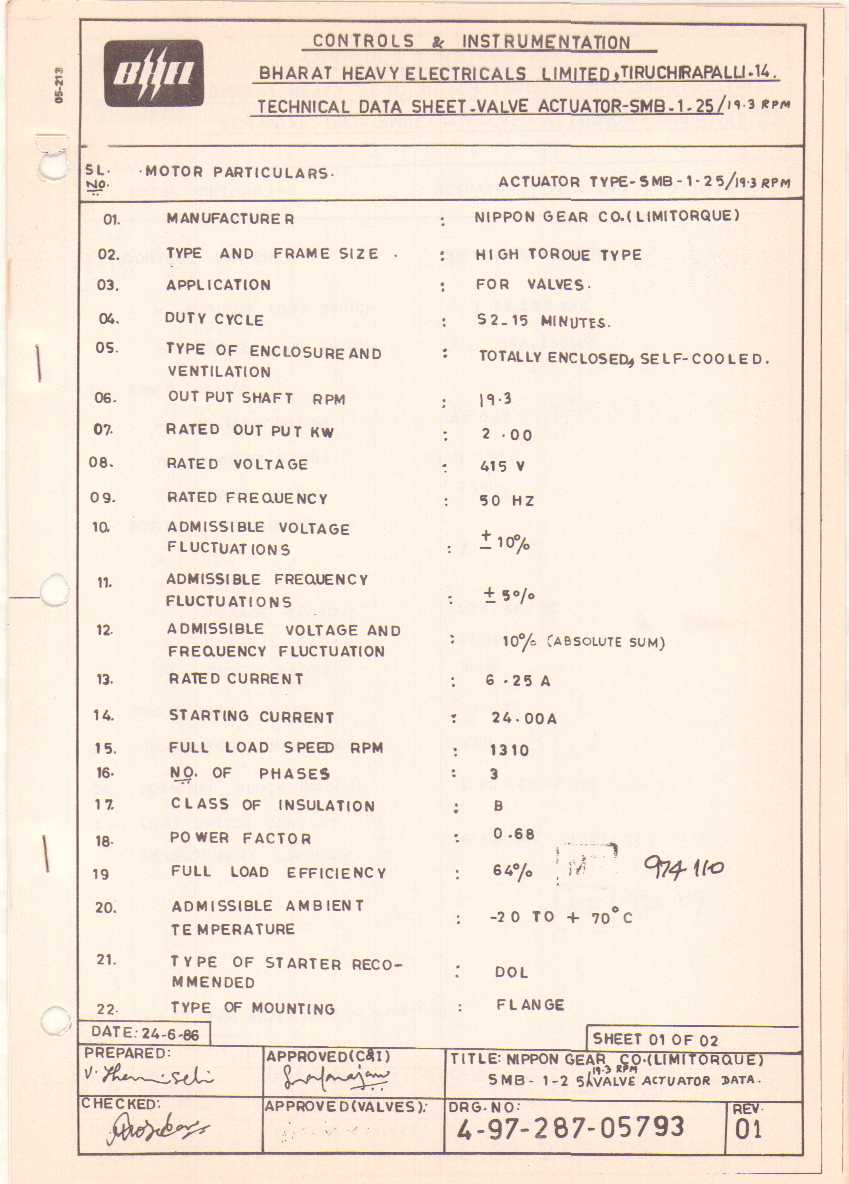 05-213
BHEL
CONTROLS & INSTRUMENTATION
BHARAT HEAVY ELECTRICALS LIMITED, TIRUCHIRAPALLI-14.
TECHNICAL DATA SHEET-VALVE ACTUATOR-SMB-1-25/19.3 RPM
SL. NO. MOTOR PARTICULARS. ACTUATOR TYPE-SMB-1-25/19.3 RPM
01. MANUFACTURER : NIPPON GEAR CO.(LIMITORQUE)
02. TYPE AND FRAME SIZE . : HIGH TORQUE TYPE
03. APPLICATION : FOR VALVES.
04. DUTY CYCLE : S2-15 MINUTES.
05. TYPE OF ENCLOSURE AND VENTILATION : TOTALLY ENCLOSED, SELF-COOLED.
06. OUT PUT SHAFT RPM : 19.3
07. RATED OUT PUT KW : 2.00
08. RATED VOLTAGE : 415 V
09. RATED FREQUENCY : 50 HZ
10. ADMISSIBLE VOLTAGE FLUCTUATIONS : ± 10%
11. ADMISSIBLE FREQUENCY FLUCTUATIONS : ± 5%
12. ADMISSIBLE VOLTAGE AND FREQUENCY FLUCTUATION : 10% (ABSOLUTE SUM)
13. RATED CURRENT : 6.25 A
14. STARTING CURRENT : 24.00A
15. FULL LOAD SPEED RPM : 1310
16. NO. OF PHASES : 3
17. CLASS OF INSULATION : B
18. POWER FACTOR : 0.68
19 FULL LOAD EFFICIENCY : 64% 974110
20. ADMISSIBLE AMBIENT TEMPERATURE : -20 TO + 70°C
21. TYPE OF STARTER RECO-MMENDED : DOL
22. TYPE OF MOUNTING : FLANGE
DATE: 24-6-86
SHEET 01 OF 02
PREPARED:
APPROVED(C&I)
TITLE: NIPPON GEAR CO.(LIMITORQUE)
19.3 RPM
SMB-1-25/VALVE ACTUATOR DATA.
CHECKED:
APPROVED(VALVES):
DRG.NO:
4-97-287-05793
REV.
01